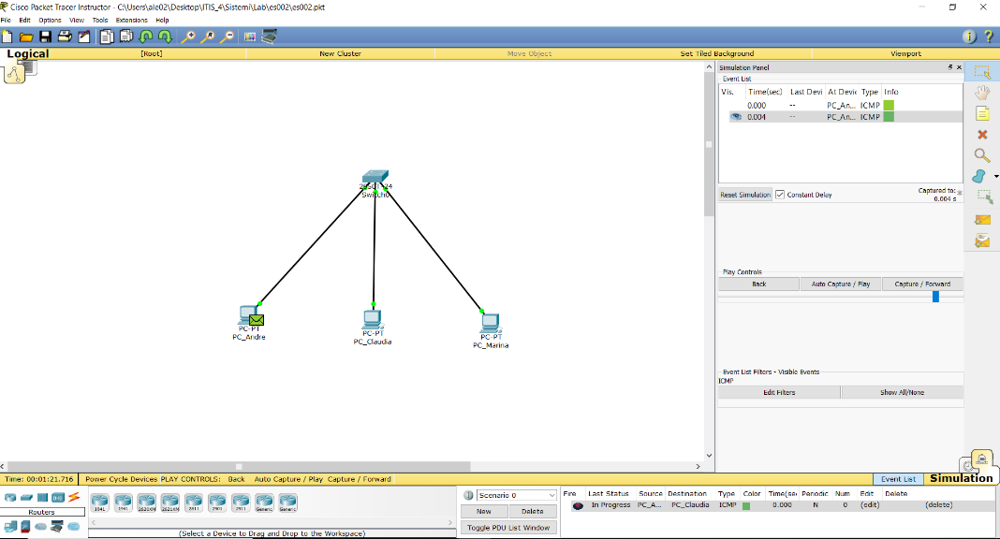 Cisco Packet Tracer Instructor - C:\Users\ale02\Desktop\ITIS_4\Sistemi\Lab\es002\es002.pkt
File Edit Options View Tools Extensions Help
Logical [Root] New Cluster Move Object Set Tiled Background Viewport
Simulation Panel
Event List
Vis. Time(sec) Last Devi At Devic Type Info
0.000 -- PC_An... ICMP
0.004 -- PC_An... ICMP
Reset Simulation Constant Delay Captured to: *
0.004 s
Play Controls
Back Auto Capture / Play Capture / Forward
Event List Filters - Visible Events
ICMP
Edit Filters Show All/None
Switch0
PC-PT
PC_Andre
PC-PT
PC_Claudia
PC-PT
PC_Marina
Time: 00:01:21.716 Power Cycle Devices PLAY CONTROLS: Back Auto Capture / Play Capture / Forward Event List Simulation
Routers
1841 1941 2620XM 2621XM 2811 2901 2911 Generic Generic
(Select a Device to Drag and Drop to the Workspace)
Scenario 0
New Delete
Toggle PDU List Window
Fire Last Status Source Destination Type Color Time(sec Periodic Num Edit Delete
In Progress PC_A... PC_Claudia ICMP 0.000 N 0 (edit) (delete)